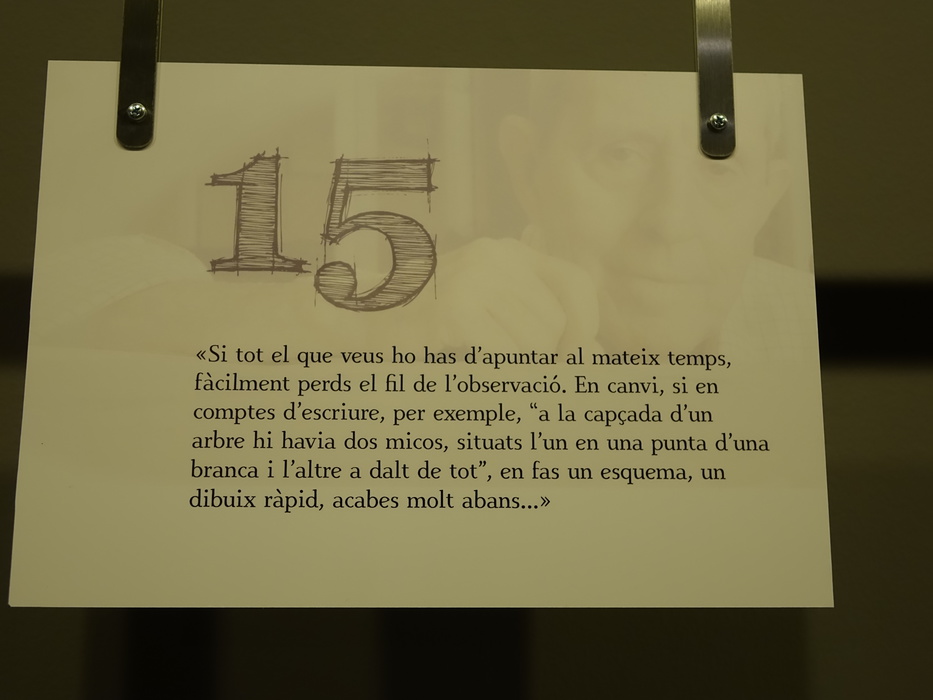 15
«Si tot el que veus ho has d’apuntar al mateix temps,
fàcilment perds el fil de l’observació. En canvi, si en
comptes d’escriure, per exemple, “a la capçada d’un
arbre hi havia dos micos, situats l’un en una punta d’una
branca i l’altre a dalt de tot”, en fas un esquema, un
dibuix ràpid, acabes molt abans...»